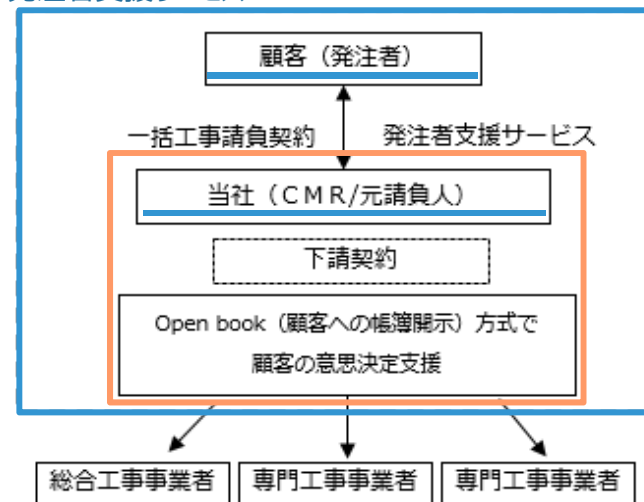 顧客（発注者）
一括工事請負契約 発注者支援サービス
当社（ＣＭＲ/元請負人）
下請契約
Open book（顧客への帳簿開示）方式で
顧客の意思決定支援
総合工事事業者 専門工事事業者 専門工事事業者